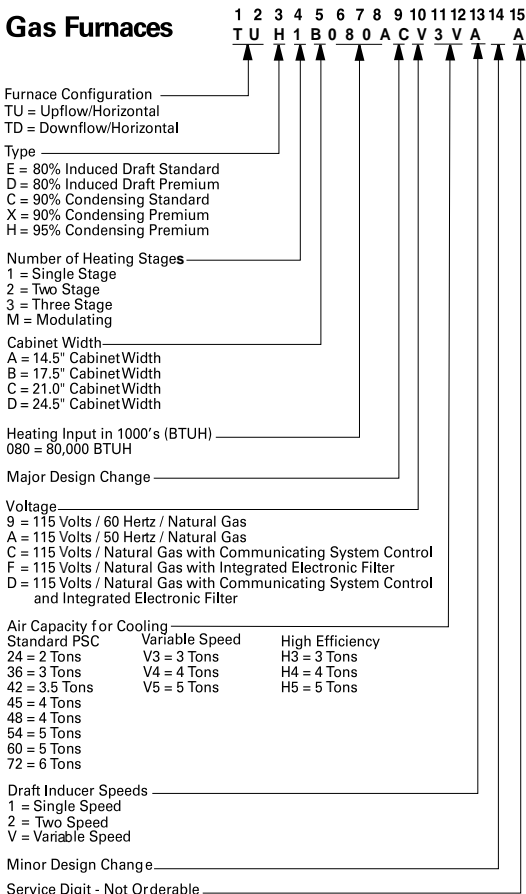 Gas Furnaces
1 2 3 4 5 6 7 8 9 10 11 12 13 14 15
T U H 1 B 0 8 0 A C V 3 V A A
Furnace Configuration
TU = Upflow/Horizontal
TD = Downflow/Horizontal
Type
E = 80% Induced Draft Standard
D = 80% Induced Draft Premium
C = 90% Condensing Standard
X = 90% Condensing Premium
H = 95% Condensing Premium
Number of Heating Stages
1 = Single Stage
2 = Two Stage
3 = Three Stage
M = Modulating
Cabinet Width
A = 14.5" Cabinet Width
B = 17.5" Cabinet Width
C = 21.0" Cabinet Width
D = 24.5" Cabinet Width
Heating Input in 1000's (BTUH)
080 = 80,000 BTUH
Major Design Change
Voltage
9 = 115 Volts / 60 Hertz / Natural Gas
A = 115 Volts / 50 Hertz / Natural Gas
C = 115 Volts / Natural Gas with Communicating System Control
F = 115 Volts / Natural Gas with Integrated Electronic Filter
D = 115 Volts / Natural Gas with Communicating System Control
and Integrated Electronic Filter
Air Capacity for Cooling
Standard PSC Variable Speed High Efficiency
24 = 2 Tons V3 = 3 Tons H3 = 3 Tons
36 = 3 Tons V4 = 4 Tons H4 = 4 Tons
42 = 3.5 Tons V5 = 5 Tons H5 = 5 Tons
45 = 4 Tons
48 = 4 Tons
54 = 5 Tons
60 = 5 Tons
72 = 6 Tons
Draft Inducer Speeds
1 = Single Speed
2 = Two Speed
V = Variable Speed
Minor Design Change
Service Digit - Not Orderable